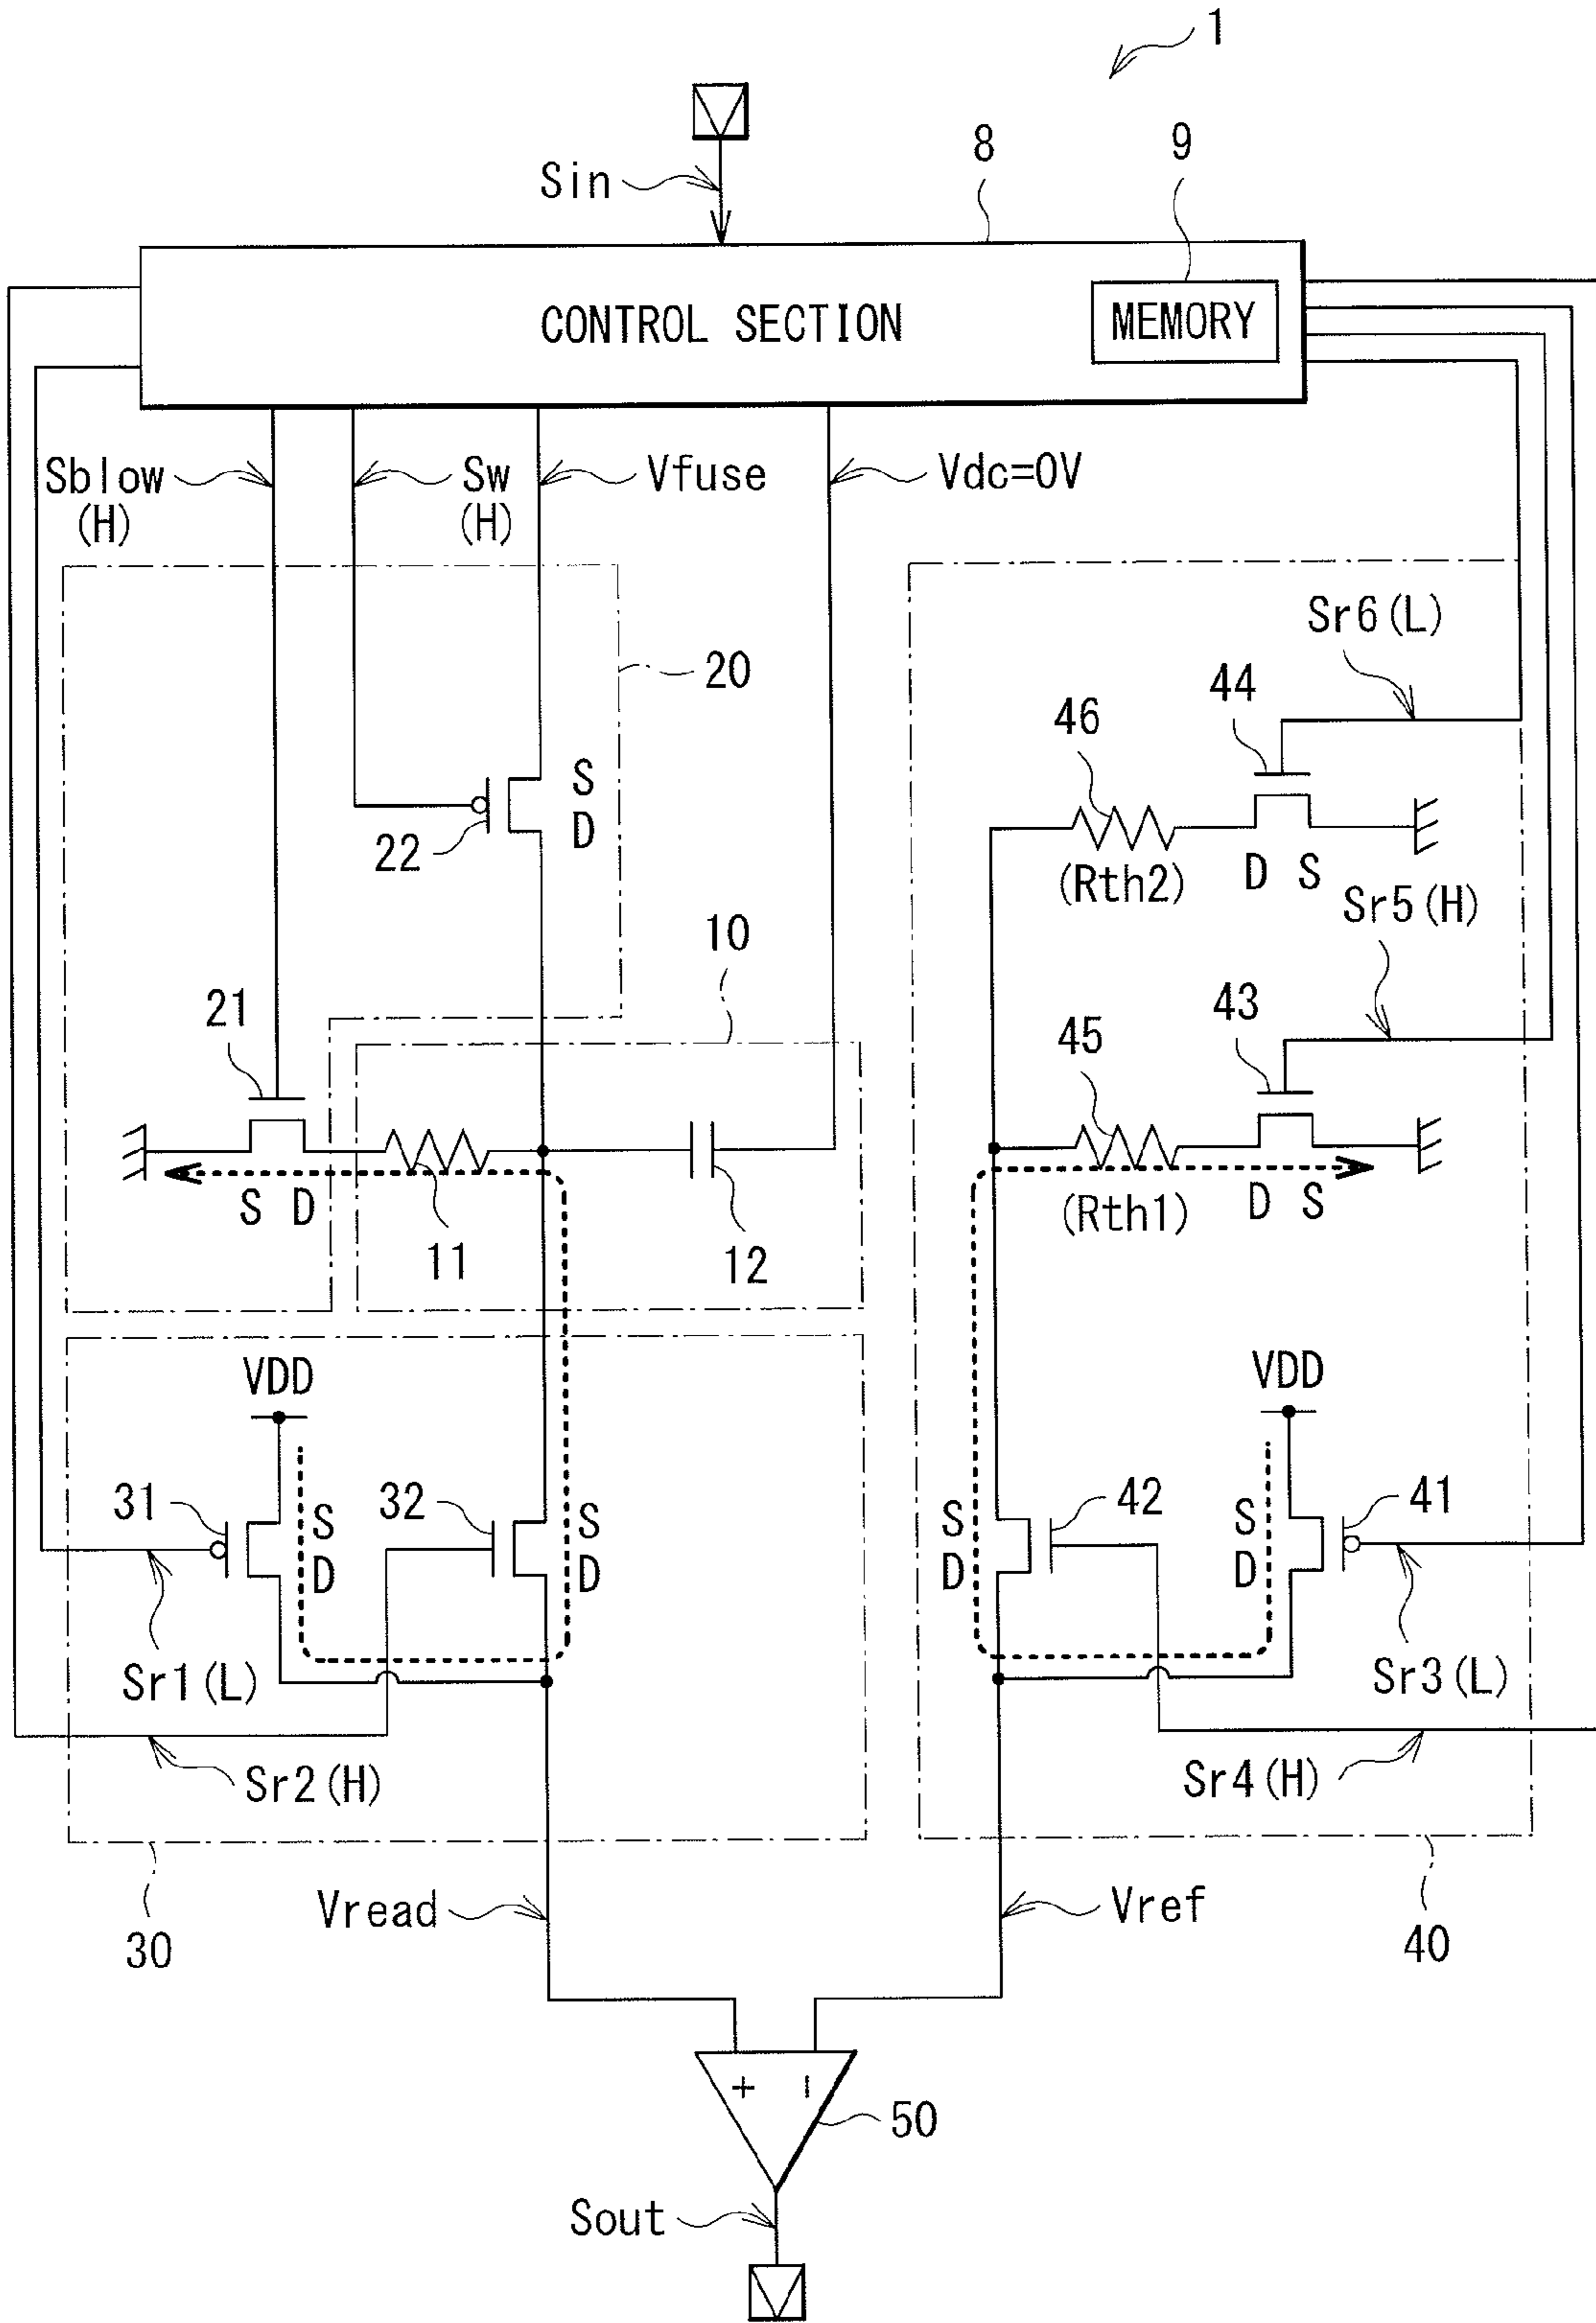 1
8
9
Sin
CONTROL SECTION
MEMORY
Sblow
(H)
Sw
(H)
Vfuse
Vdc=0V
Sr6(L)
20
44
46
S
D
22
(Rth2)
D S
Sr5(H)
10
21
45
43
S D
11
12
(Rth1)
D S
VDD
VDD
31
S
D
32
S
D
S
D
42
S
D
41
Sr1(L)
Sr3(L)
Sr2(H)
Sr4(H)
30
Vread
Vref
40
+
−
50
Sout